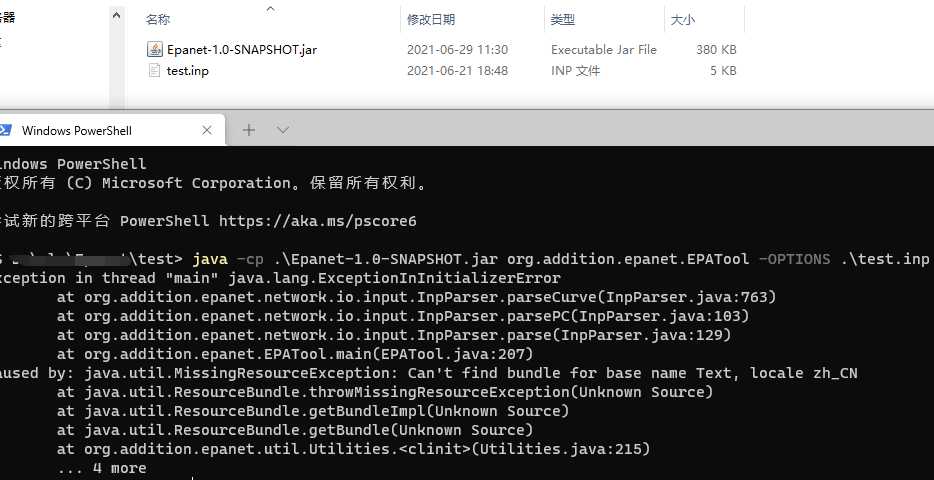 名称 修改日期 类型 大小
Epanet-1.0-SNAPSHOT.jar 2021-06-29 11:30 Executable Jar File 380 KB
test.inp 2021-06-21 18:48 INP 文件 5 KB
Windows PowerShell
indows PowerShell
权所有 (C) Microsoft Corporation。保留所有权利。
试新的跨平台 PowerShell https://aka.ms/pscore6
\test> java -cp .\Epanet-1.0-SNAPSHOT.jar org.addition.epanet.EPATool -OPTIONS .\test.inp
xception in thread "main" java.lang.ExceptionInInitializerError
at org.addition.epanet.network.io.input.InpParser.parseCurve(InpParser.java:763)
at org.addition.epanet.network.io.input.InpParser.parsePC(InpParser.java:103)
at org.addition.epanet.network.io.input.InpParser.parse(InpParser.java:129)
at org.addition.epanet.EPATool.main(EPATool.java:207)
aused by: java.util.MissingResourceException: Can't find bundle for base name Text, locale zh_CN
at java.util.ResourceBundle.throwMissingResourceException(Unknown Source)
at java.util.ResourceBundle.getBundleImpl(Unknown Source)
at java.util.ResourceBundle.getBundle(Unknown Source)
at org.addition.epanet.util.Utilities.<clinit>(Utilities.java:215)
... 4 more